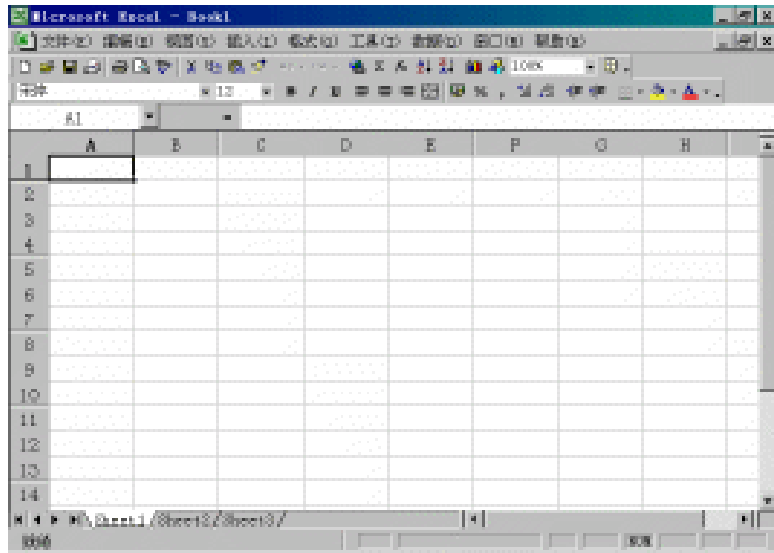 Microsoft Excel - Book1
文件(F) 编辑(E) 视图(V) 插入(I) 格式(O) 工具(T) 数据(D) 窗口(W) 帮助(H)
100%
宋体 12 B I U % ,
A1 =
A B C D E F G H
1
2
3
4
5
6
7
8
9
10
11
12
13
14
Sheet1/Sheet2/Sheet3/
就绪 NUM